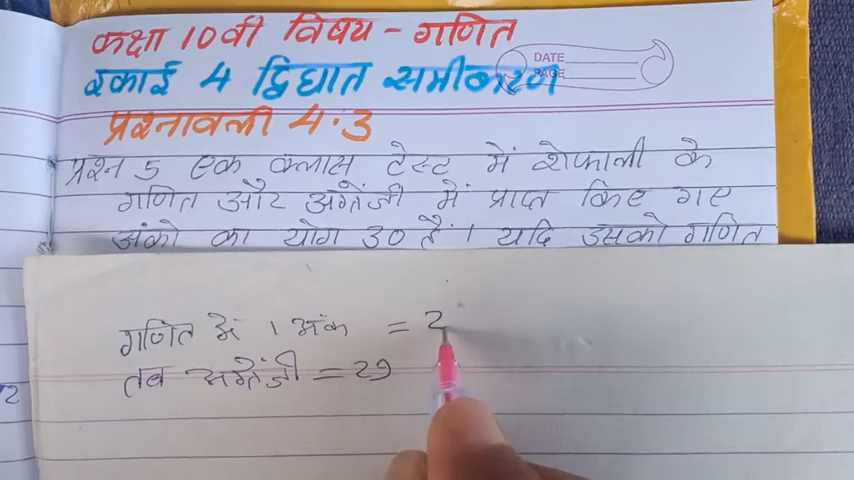 कक्षा 10वी विषय - गणित
DATE
इकाई 4 द्विघात समीकरण
PAGE
प्रश्नावली 4.3
प्रश्न 5 एक क्लास टेस्ट में शेफाली के
गणित और अंग्रेजी में प्राप्त किए गए
अंको का योग 30 है । यदि उसको गणित
गणित में 1 अंक = 2
तब अंग्रेंजी = 29
2